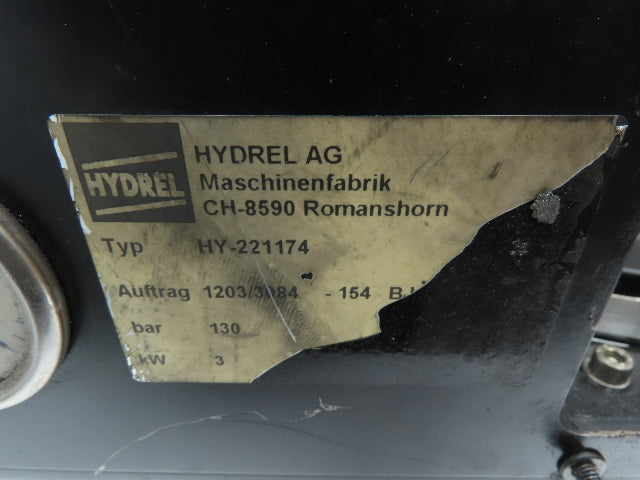 HYDREL
HYDREL AG
Maschinenfabrik
CH-8590 Romanshorn
Typ HY-221174
Auftrag 1203/3084 - 154
bar 130
kW 3